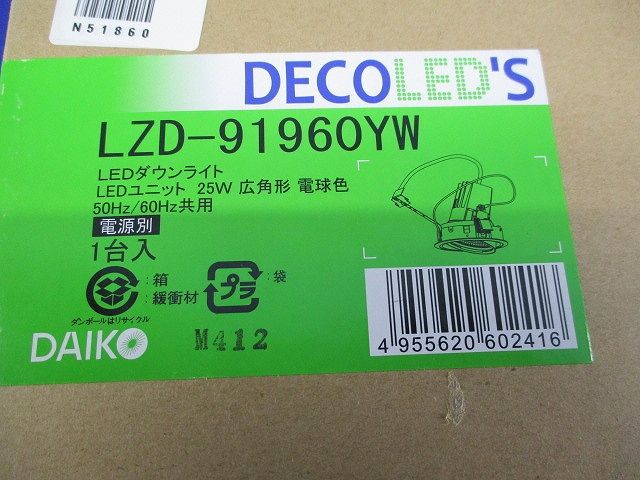 N51860
DECOLED'S
LZD-91960YW
LEDダウンライト
LEDユニット 25W 広角形 電球色
50Hz/60Hz共用
電源別
1台入
:箱
:緩衝材
ダンボールはリサイクル
プラ
:袋
DAIKO
M412
4 955620 602416